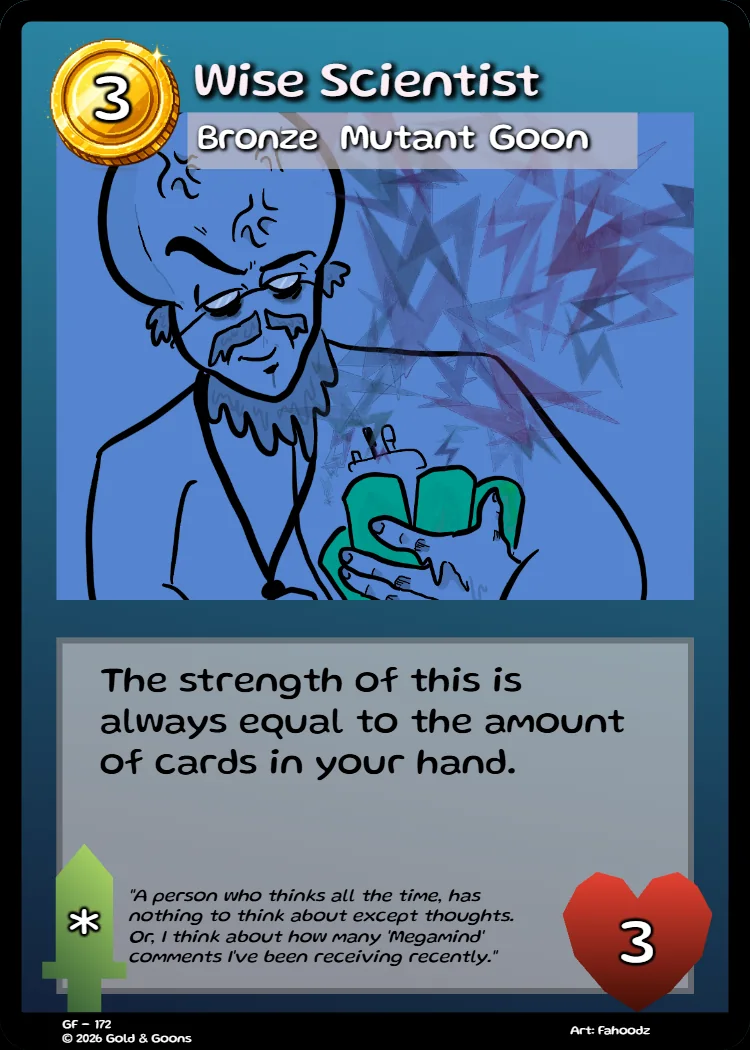 3
Wise Scientist
Bronze Mutant Goon
The strength of this is
always equal to the amount
of cards in your hand.
"A person who thinks all the time, has
nothing to think about except thoughts.
Or, I think about how many 'Megamind'
comments I've been receiving recently."
*
3
GF - 172
© 2026 Gold & Goons
Art: Fahoodz